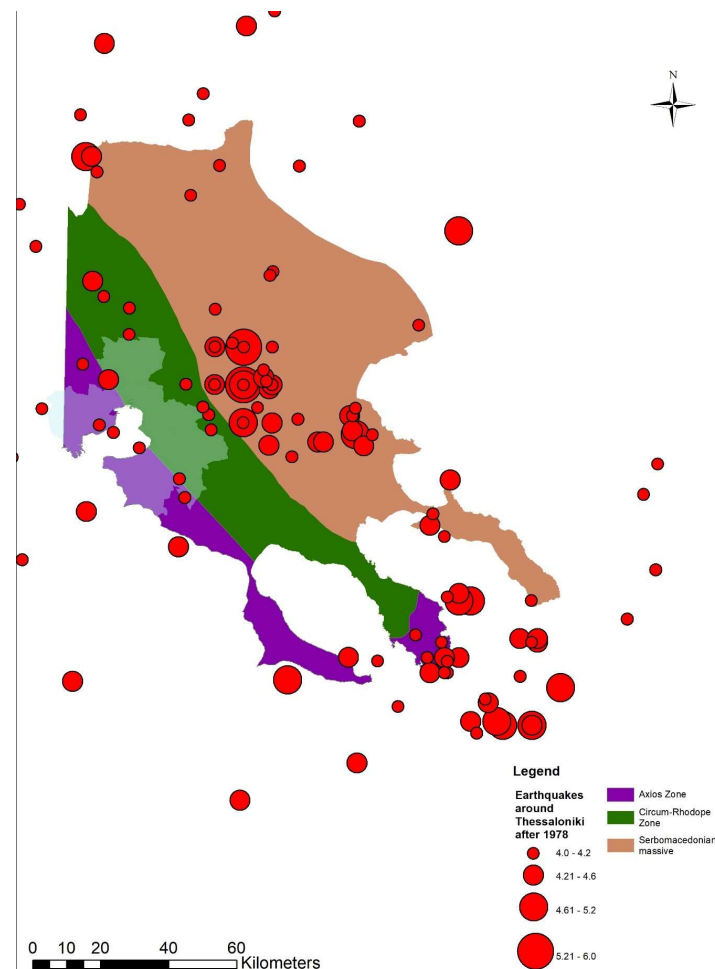 N
Legend
Earthquakes
around
Thessaloniki
after 1978
4.0 - 4.2
4.21 - 4.6
4.61 - 5.2
5.21 - 6.0
Axios Zone
Circum-Rhodope
Zone
Serbomacedonian
massive
0 10 20 40 60
Kilometers